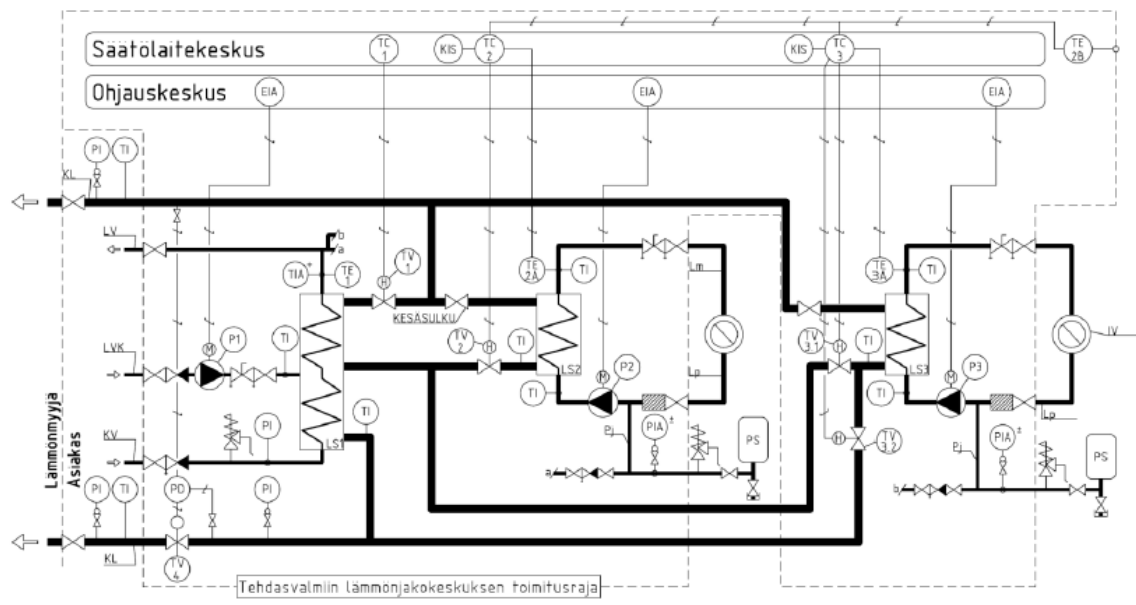 Säätölaitekeskus
TC 1
KIS
TC 2
KIS
TC 3
TE 2B
Ohjauskeskus
EIA
EIA
EIA
PI
TI
KL
LV
b
a
TIA+
TE 1
TV 1
H
TE 2A
TI
Lm
TE 3A
TI
KESÄSULKU
TV 2
H
TI
LS2
TV 3.1
H
TI
LS3
IV
LVK
M
P1
TI
TI
M
P2
Lp
TI
M
P3
Lp
KV
PI
LS1
TI
Pj
PIA±
PS
H
TV 3.2
Pj
PIA±
PS
a
b
Lämmönmyyja
Asiakas
PI
TI
PD
PI
KL
TV 4
Tehdasvalmiin lämmönjakokeskuksen toimitusraja